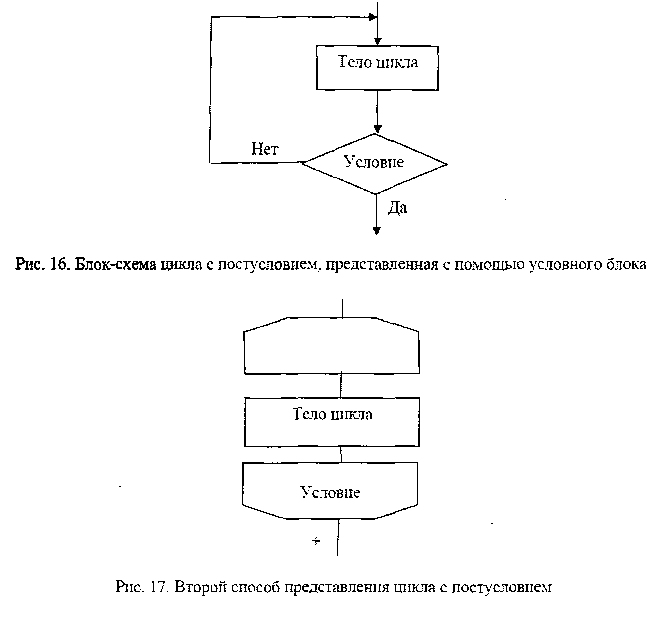 Тело цикла
Нет
Условие
Да
Рис. 16. Блок-схема цикла с постусловием, представленная с помощью условного блока
Тело цикла
Условие
+
Рис. 17. Второй способ представления цикла с постусловием